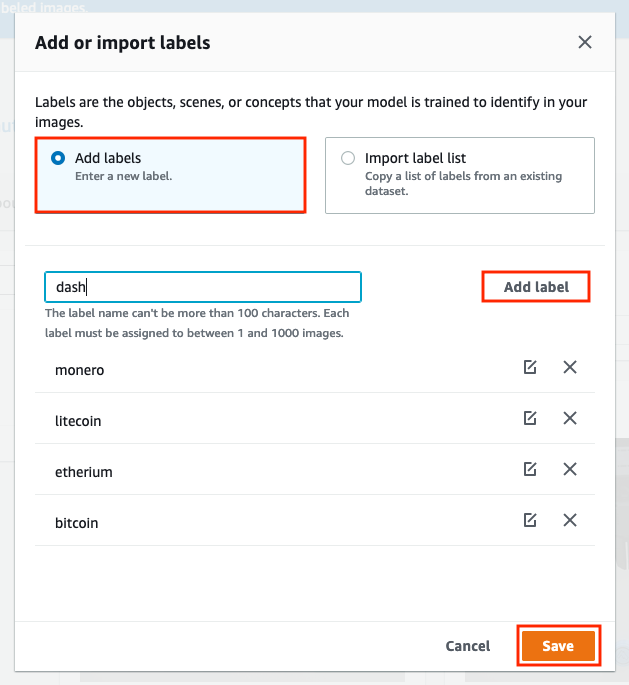 beled images.
Add or import labels
Labels are the objects, scenes, or concepts that your model is trained to identify in your
images.
Add labels
Enter a new label.
Import label list
Copy a list of labels from an existing
dataset.
dash
Add label
The label name can't be more than 100 characters. Each
label must be assigned to between 1 and 1000 images.
monero
litecoin
etherium
bitcoin
Cancel
Save